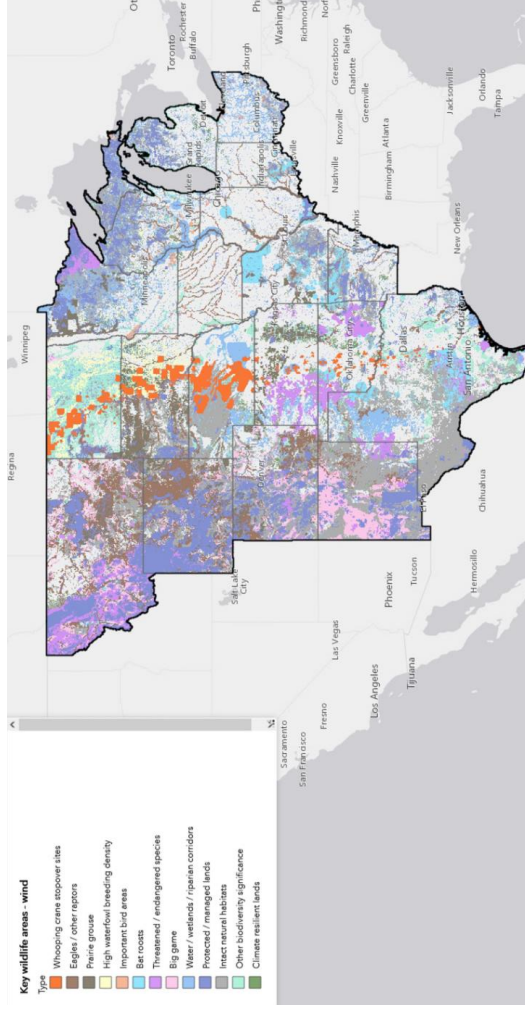 Key wildlife areas - wind
Type
Whooping crane stopover sites
Eagles / other raptors
Prairie grouse
High waterfowl breeding density
Important bird areas
Bat roosts
Threatened / endangered species
Big game
Water / wetlands / riparian corridors
Protected / managed lands
Intact natural habitats
Other biodiversity significance
Climate resilient lands
Regina
Winnipeg
Toronto
Rochester
Buffalo
Minneapolis
Milwaukee
Detroit
Chicago
Pittsburgh
Washington
Columbus
Indianapolis
Richmond
Sacramento
San Francisco
Fresno
Las Vegas
Salt Lake
City
Denver
Los Angeles
Tijuana
Phoenix
Tucson
El Paso
Hermosillo
Chihuahua
Oklahoma City
Dallas
Austin
San Antonio
Houston
Memphis
Nashville
Knoxville
Greensboro
Raleigh
Charlotte
Greenville
Birmingham
Atlanta
New Orleans
Jacksonville
Orlando
Tampa